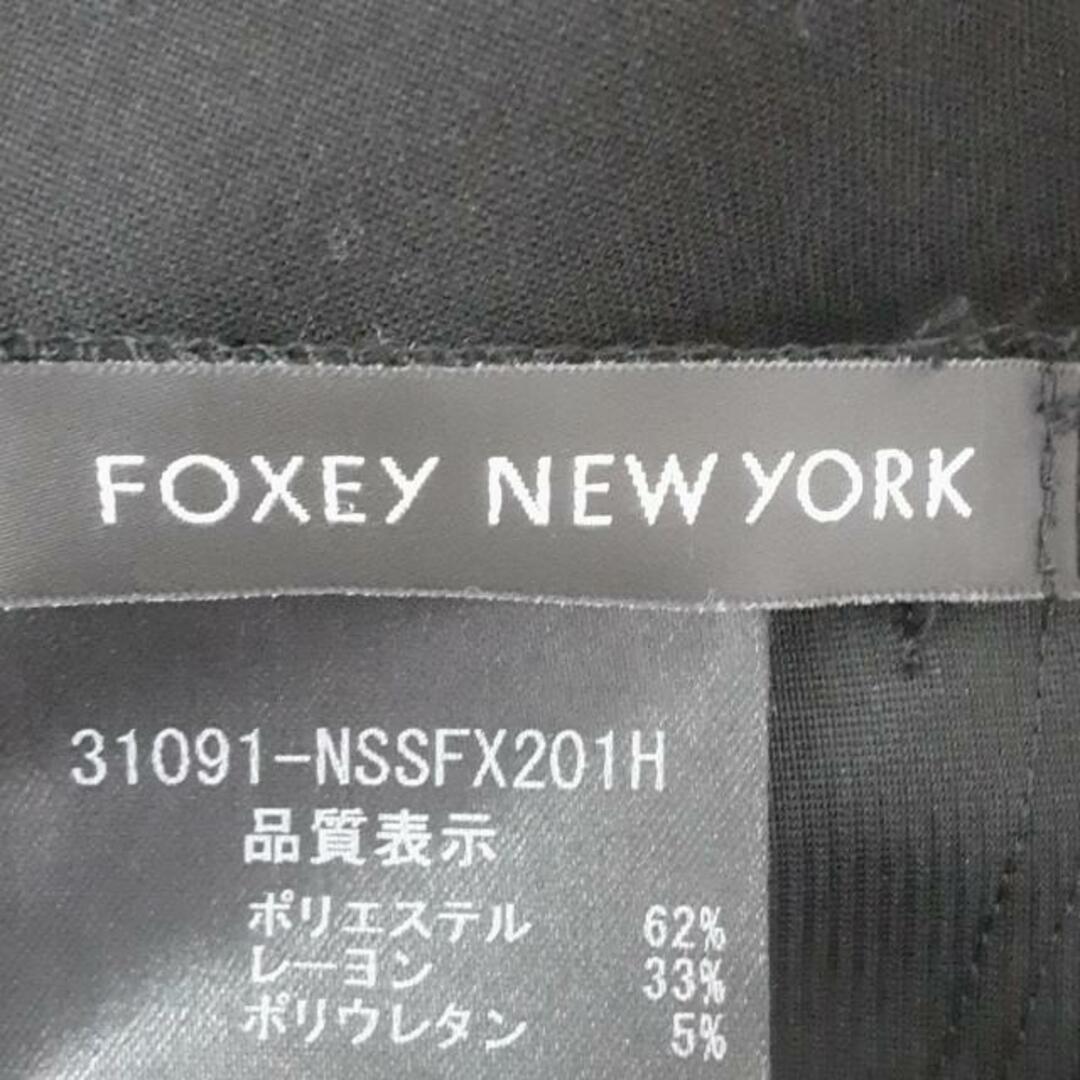 FOXEY NEW YORK
31091-NSSFX201H
品質表示
ポリエステル 62%
レーヨン 33%
ポリウレタン 5%